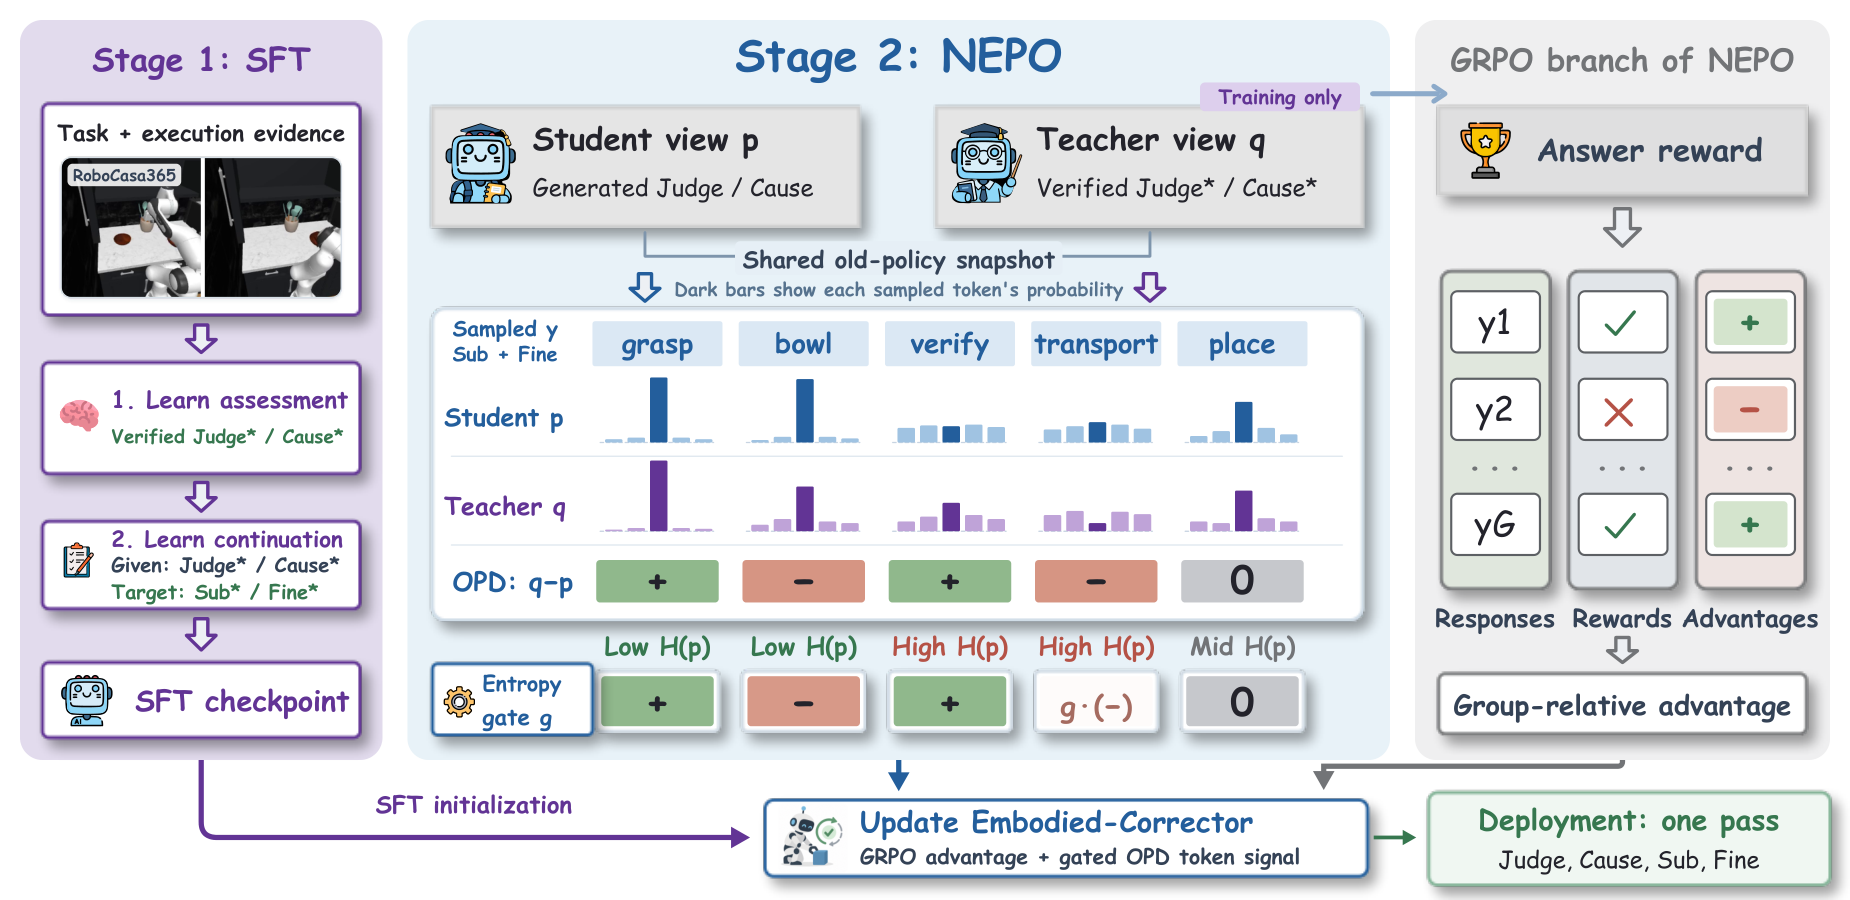 Stage 1: SFT
Task + execution evidence
RoboCasa365
1. Learn assessment
Verified Judge* / Cause*
2. Learn continuation
Given: Judge* / Cause*
Target: Sub* / Fine*
AI
SFT checkpoint
Stage 2: NEPO
Training only
Student view p
Generated Judge / Cause
Teacher view q
Verified Judge* / Cause*
Shared old-policy snapshot
Dark bars show each sampled token's probability
Sampled y
Sub + Fine
grasp bowl verify transport place
Student p
Teacher q
OPD: q−p + − + − 0
Low H(p) Low H(p) High H(p) High H(p) Mid H(p)
Entropy
gate g
+ − + g·(−) 0
GRPO branch of NEPO
Answer reward
y1 ✓ +
y2 ✗ −
... ... ...
yG ✓ +
Responses Rewards Advantages
Group-relative advantage
SFT initialization
Update Embodied-Corrector
GRPO advantage + gated OPD token signal
Deployment: one pass
Judge, Cause, Sub, Fine